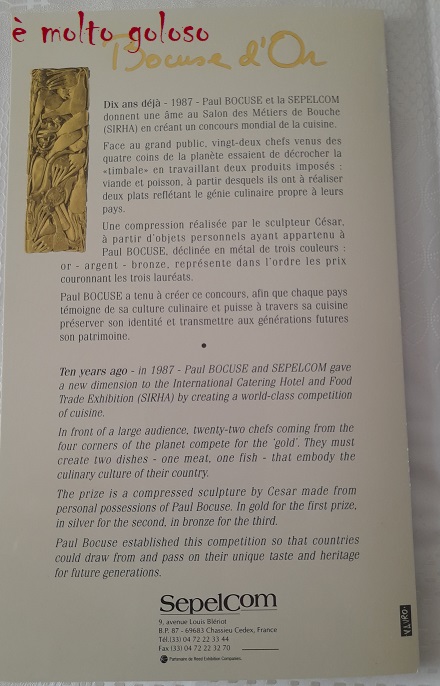 è molto goloso
Bocuse d'Or
Dix ans déjà - 1987 - Paul BOCUSE et la SEPELCOM
donnent une âme au Salon des Métiers de Bouche
(SIRHA) en créant un concours mondial de la cuisine.
Face au grand public, vingt-deux chefs venus des
quatre coins de la planète essaient de décrocher la
«timbale» en travaillant deux produits imposés :
viande et poisson, à partir desquels ils ont à réaliser
deux plats reflétant le génie culinaire propre à leurs
pays.
Une compression réalisée par le sculpteur César,
à partir d'objets personnels ayant appartenu à
Paul BOCUSE, déclinée en métal de trois couleurs :
or - argent - bronze, représente dans l'ordre les prix
couronnant les trois lauréats.
Paul BOCUSE a tenu à créer ce concours, afin que chaque pays
témoigne de sa culture culinaire et puisse à travers sa cuisine
préserver son identité et transmettre aux générations futures
son patrimoine.
Ten years ago - in 1987 - Paul BOCUSE and SEPELCOM gave
a new dimension to the International Catering Hotel and Food
Trade Exhibition (SIRHA) by creating a world-class competition
of cuisine.
In front of a large audience, twenty-two chefs coming from the
four corners of the planet compete for the 'gold'. They must
create two dishes - one meat, one fish - that embody the
culinary culture of their country.
The prize is a compressed sculpture by Cesar made from
personal possessions of Paul Bocuse. In gold for the first prize,
in silver for the second, in bronze for the third.
Paul Bocuse established this competition so that countries
could draw from and pass on their unique taste and heritage
for future generations.
SepelCom
9, avenue Louis Blériot
B.P. 87 - 69683 Chassieu Cedex, France
Tél.(33) 04 72 22 33 44
Fax (33) 04 72 22 32 70
Partenaire de Reed Exhibition Companies.